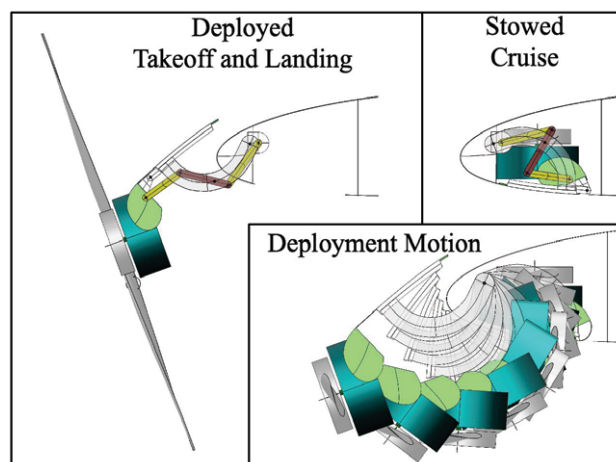 Deployed
Takeoff and Landing
Stowed
Cruise
Deployment Motion